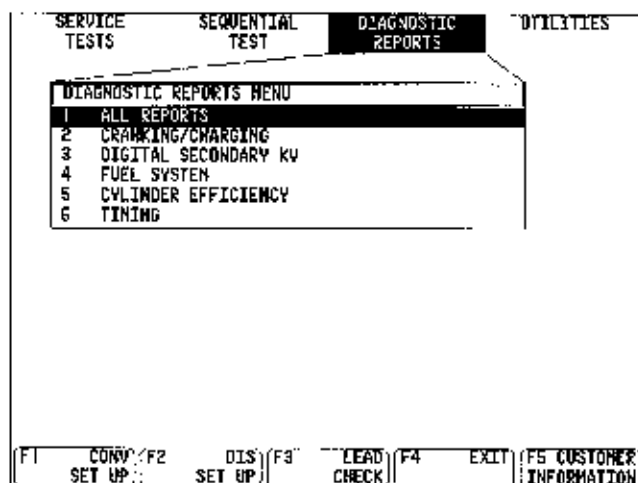 SERVICE TESTS
SEQUENTIAL TEST
DIAGNOSTIC REPORTS
UTILITIES
DIAGNOSTIC REPORTS MENU
1 ALL REPORTS
2 CRANKING/CHARGING
3 DIGITAL SECONDARY KV
4 FUEL SYSTEM
5 CYLINDER EFFICIENCY
6 TIMING
F1 CONV SET UP
F2 DIS SET UP
F3 LEAD CHECK
F4 EXIT
F5 CUSTOMER INFORMATION